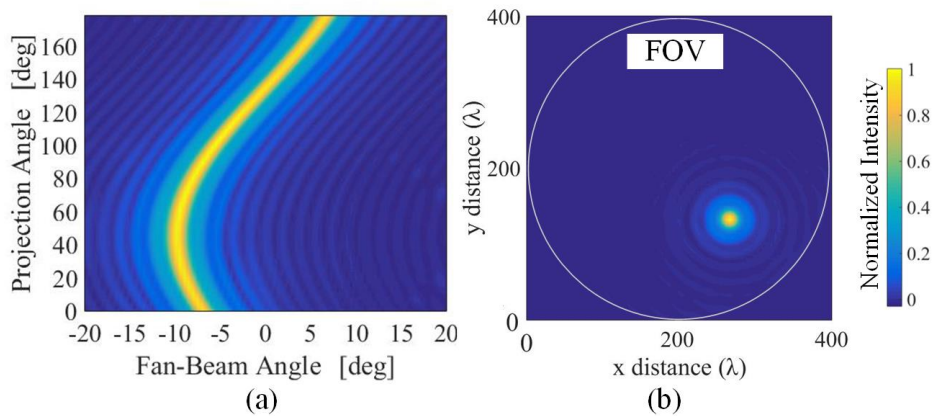 (a)
Projection Angle [deg]
160
140
120
100
80
60
40
20
0
-20 -15 -10 -5 0 5 10 15 20
Fan-Beam Angle [deg]
(b)
FOV
400
200
0
y distance (λ)
0 200 400
x distance (λ)
Normalized Intensity
1
0.8
0.6
0.4
0.2
0